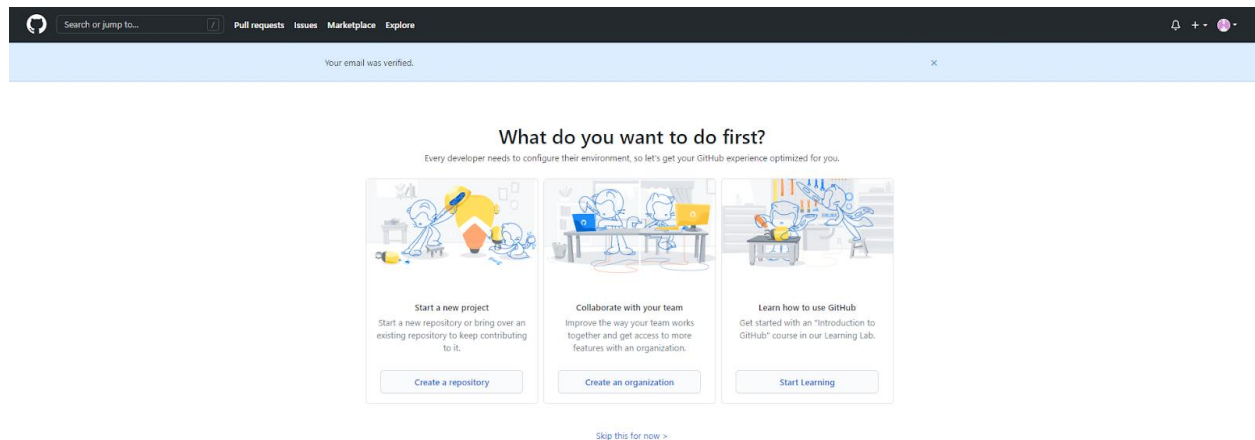 Search or jump to... /
Pull requests Issues Marketplace Explore
Your email was verified.
What do you want to do first?
Every developer needs to configure their environment, so let's get your GitHub experience optimized for you.
Start a new project
Start a new repository or bring over an
existing repository to keep contributing
to it.
Create a repository
Collaborate with your team
Improve the way your team works
together and get access to more
features with an organization.
Create an organization
Learn how to use GitHub
Get started with an "Introduction to
GitHub" course in our Learning Lab.
Start Learning
Skip this for now >